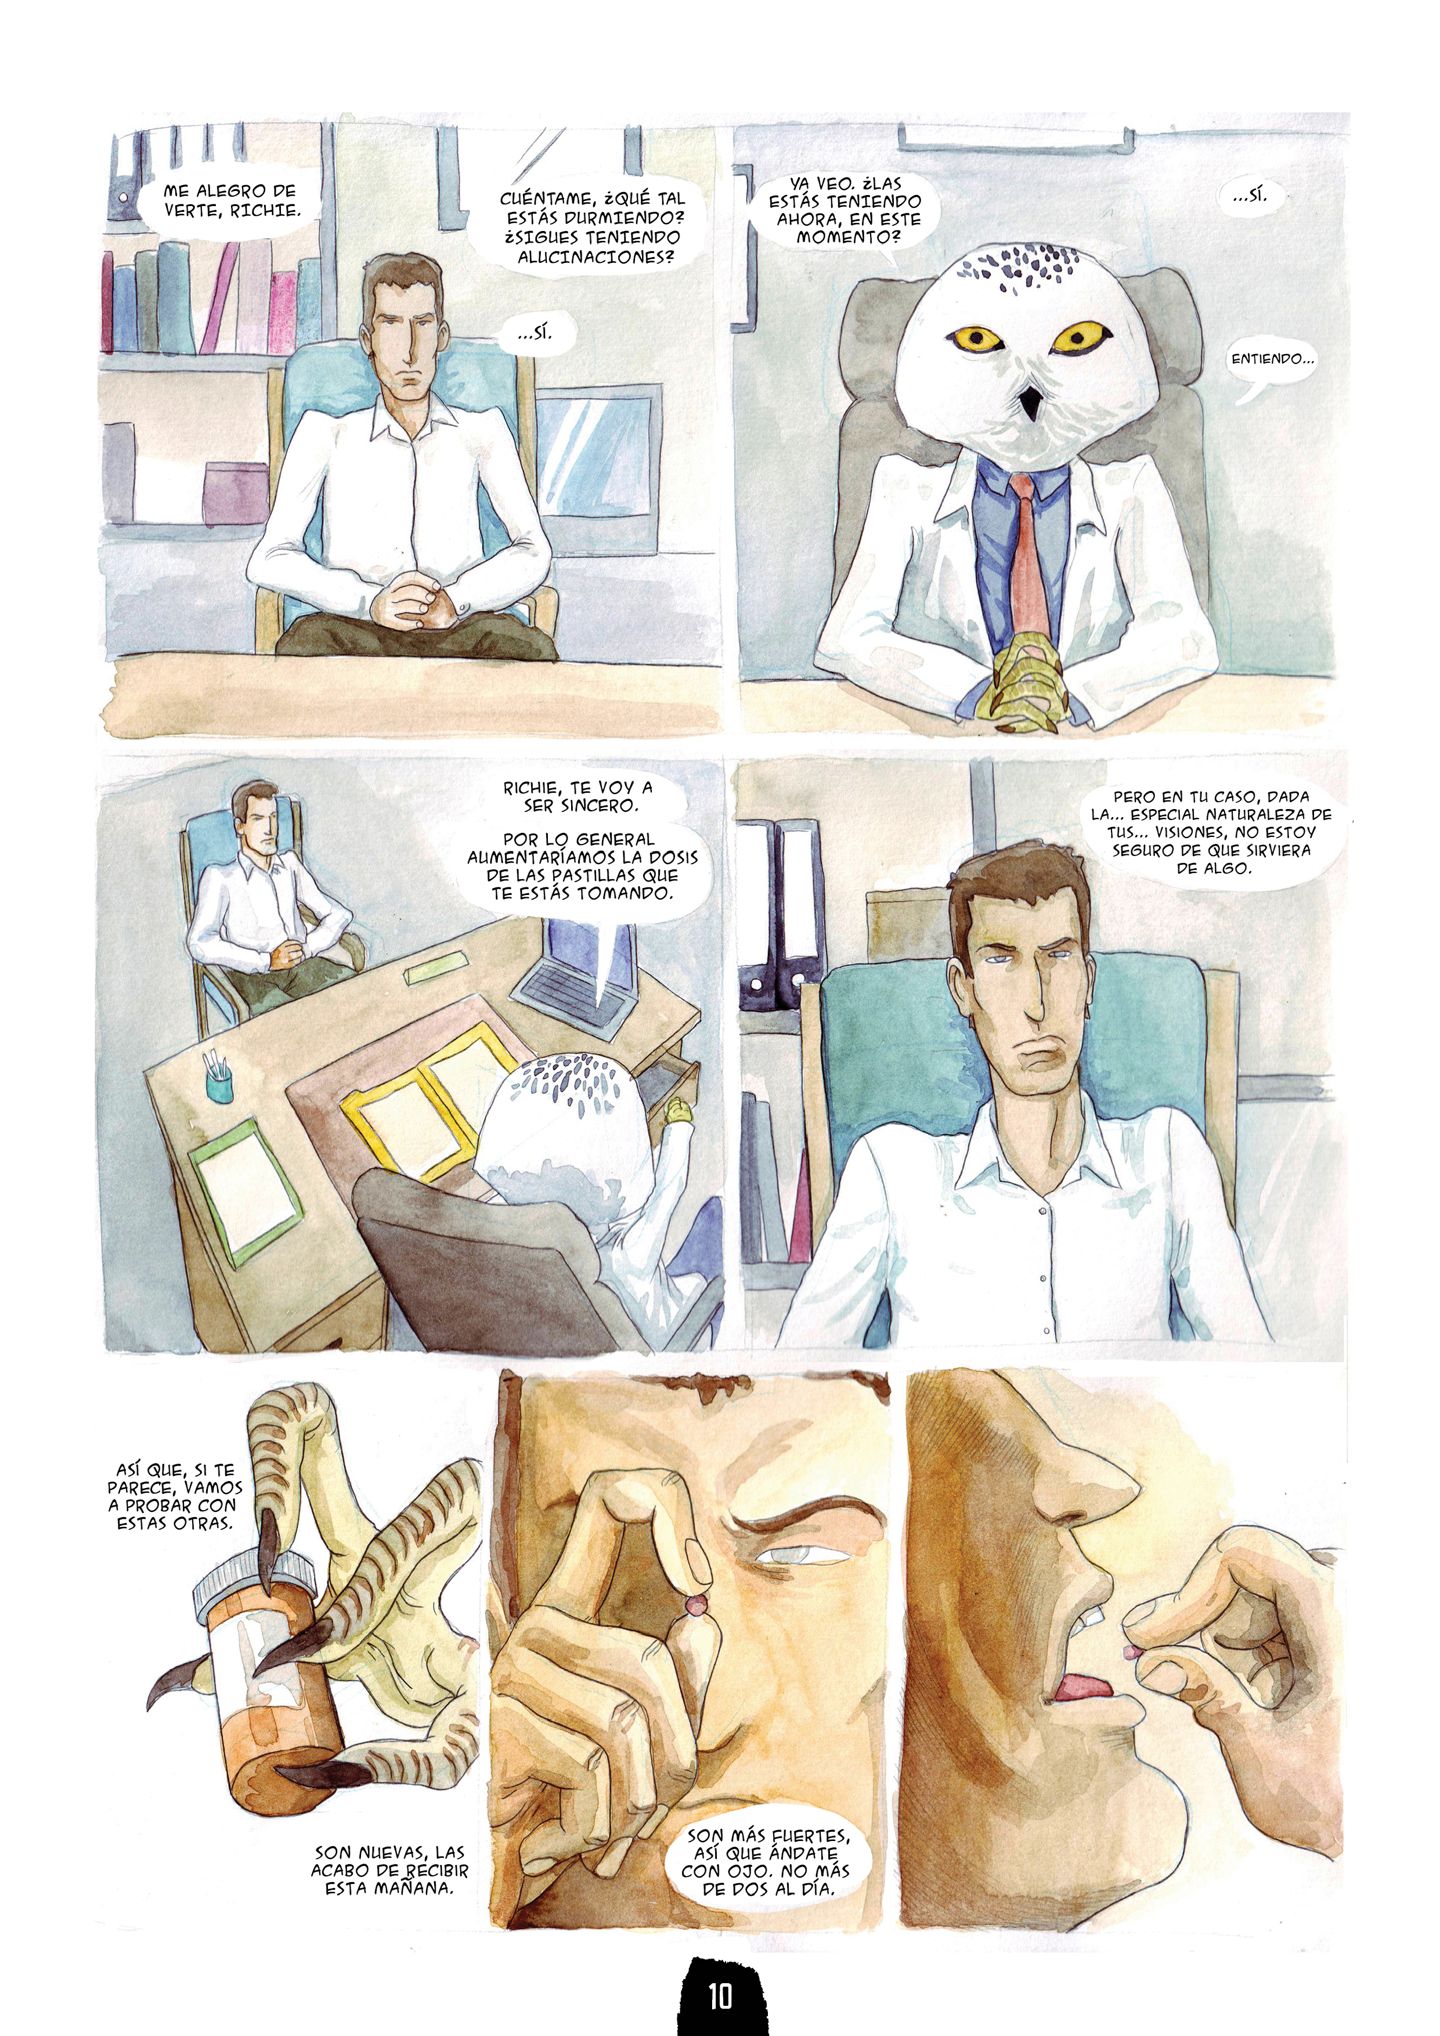 ME ALEGRO DE
VERTE, RICHIE.
CUÉNTAME, ¿QUÉ TAL
ESTÁS DURMIENDO?
¿SIGUES TENIENDO
ALUCINACIONES?
...SÍ.
YA VEO. ¿LAS
ESTÁS TENIENDO
AHORA, EN ESTE
MOMENTO?
...SÍ.
ENTIENDO...
RICHIE, TE VOY A
SER SINCERO.
POR LO GENERAL
AUMENTARÍAMOS LA DOSIS
DE LAS PASTILLAS QUE
TE ESTÁS TOMANDO.
PERO EN TU CASO, DADA
LA... ESPECIAL NATURALEZA DE
TUS... VISIONES, NO ESTOY
SEGURO DE QUE SIRVIERA
DE ALGO.
ASÍ QUE, SI TE
PARECE, VAMOS
A PROBAR CON
ESTAS OTRAS.
SON NUEVAS, LAS
ACABO DE RECIBIR
ESTA MAÑANA.
SON MÁS FUERTES,
ASÍ QUE ÁNDATE
CON OJO. NO MÁS
DE DOS AL DÍA.
10